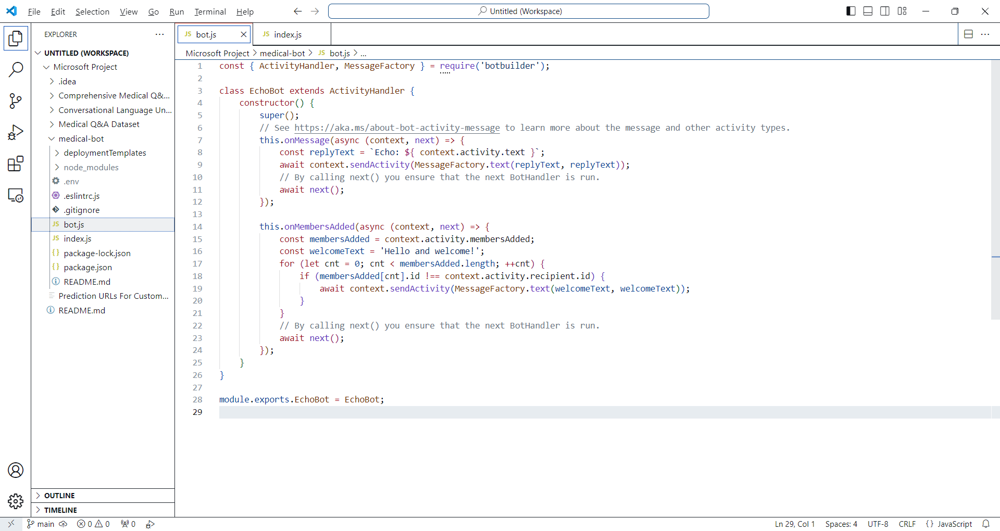 File Edit Selection View Go Run Terminal Help
Untitled (Workspace)
EXPLORER
UNTITLED (WORKSPACE)
Microsoft Project
.idea
Comprehensive Medical Q&...
Conversational Language Un...
Medical Q&A Dataset
medical-bot
deploymentTemplates
node_modules
.env
.eslintrc.js
.gitignore
JS bot.js
JS index.js
{} package-lock.json
{} package.json
README.md
Prediction URLs For Custom...
README.md
OUTLINE
TIMELINE
JS bot.js JS index.js
Microsoft Project > medical-bot > JS bot.js > ...
1 const { ActivityHandler, MessageFactory } = require('botbuilder');
2
3 class EchoBot extends ActivityHandler {
4 constructor() {
5 super();
6 // See https://aka.ms/about-bot-activity-message to learn more about the message and other activity types.
7 this.onMessage(async (context, next) => {
8 const replyText = `Echo: ${ context.activity.text }`;
9 await context.sendActivity(MessageFactory.text(replyText, replyText));
10 // By calling next() you ensure that the next BotHandler is run.
11 await next();
12 });
13
14 this.onMembersAdded(async (context, next) => {
15 const membersAdded = context.activity.membersAdded;
16 const welcomeText = 'Hello and welcome!';
17 for (let cnt = 0; cnt < membersAdded.length; ++cnt) {
18 if (membersAdded[cnt].id !== context.activity.recipient.id) {
19 await context.sendActivity(MessageFactory.text(welcomeText, welcomeText));
20 }
21 }
22 // By calling next() you ensure that the next BotHandler is run.
23 await next();
24 });
25 }
26 }
27
28 module.exports.EchoBot = EchoBot;
29
main 0 0 0 Ln 29, Col 1 Spaces: 4 UTF-8 CRLF {} JavaScript